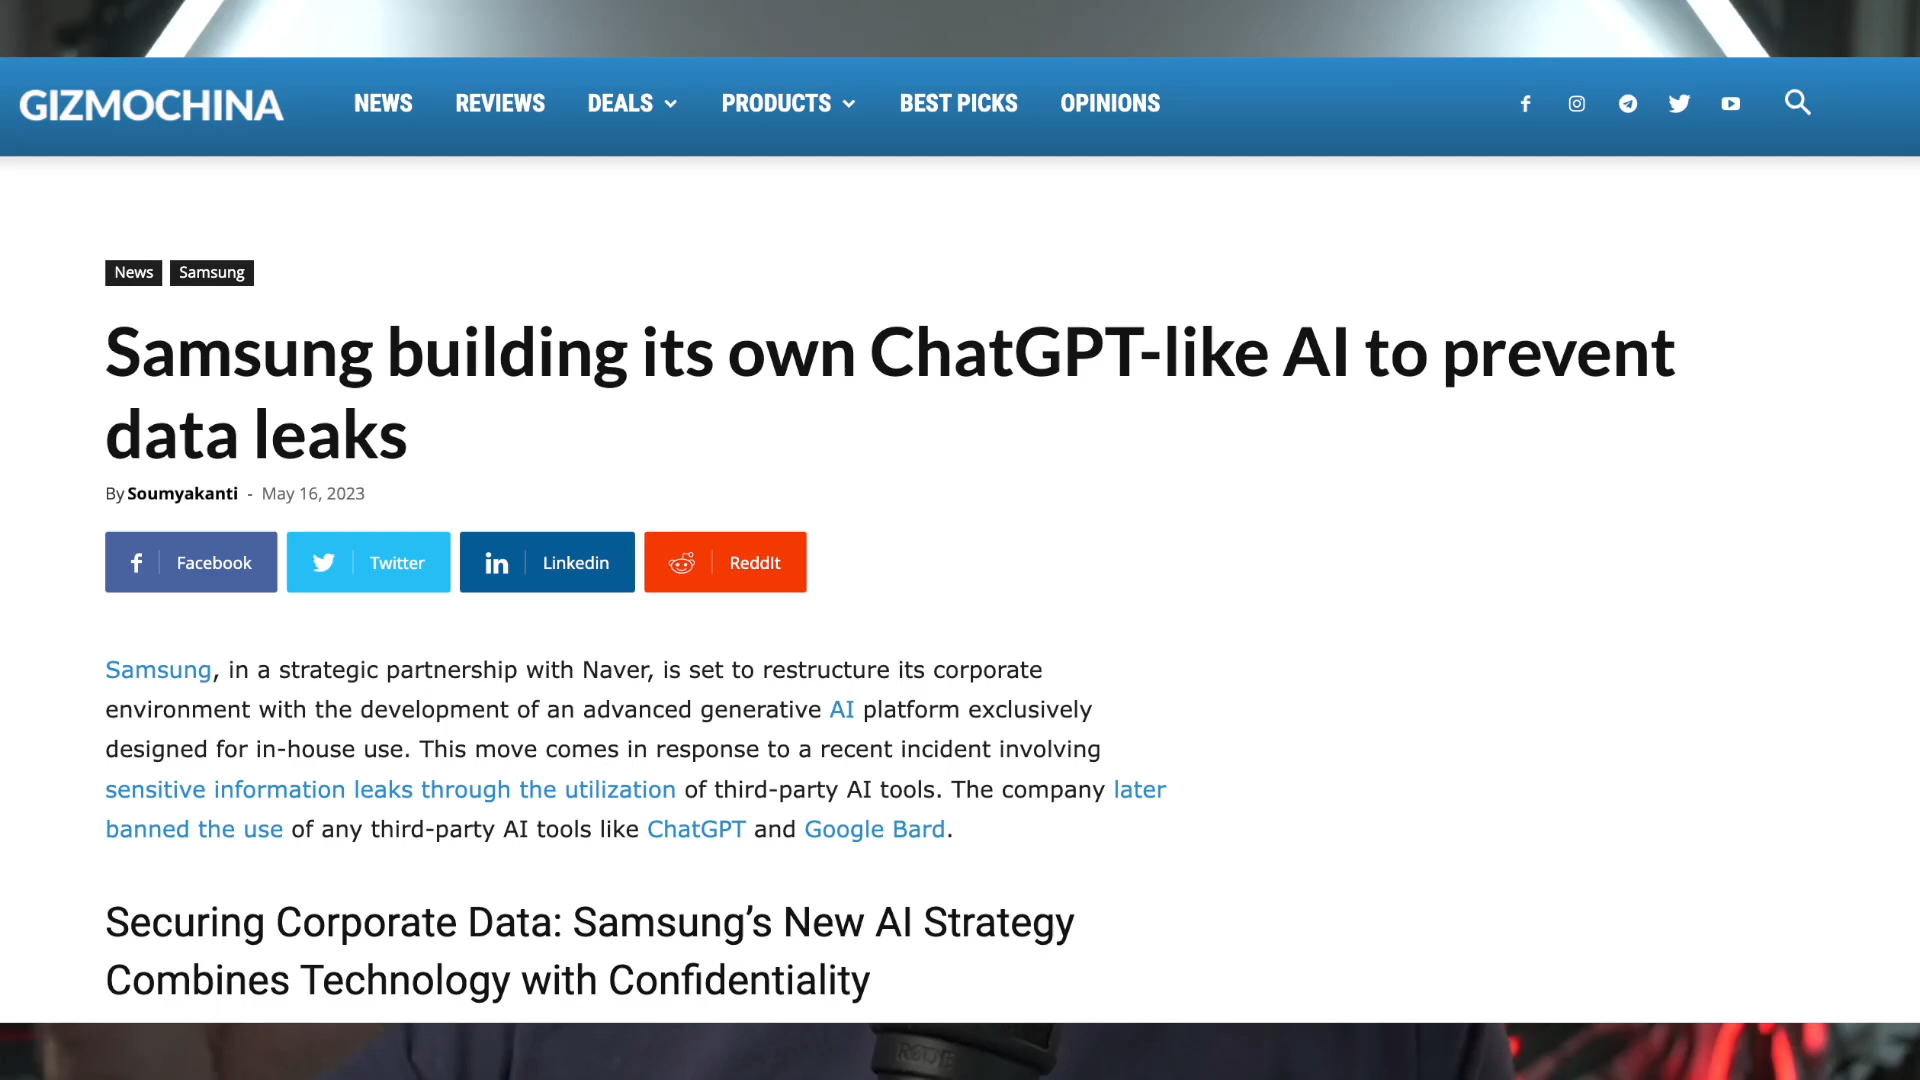 GIZMOCHINA
NEWS REVIEWS DEALS PRODUCTS BEST PICKS OPINIONS
News Samsung
Samsung building its own ChatGPT-like AI to prevent
data leaks
By Soumyakanti - May 16, 2023
Facebook Twitter Linkedin ReddIt
Samsung, in a strategic partnership with Naver, is set to restructure its corporate
environment with the development of an advanced generative AI platform exclusively
designed for in-house use. This move comes in response to a recent incident involving
sensitive information leaks through the utilization of third-party AI tools. The company later
banned the use of any third-party AI tools like ChatGPT and Google Bard.
Securing Corporate Data: Samsung’s New AI Strategy
Combines Technology with Confidentiality
RODE